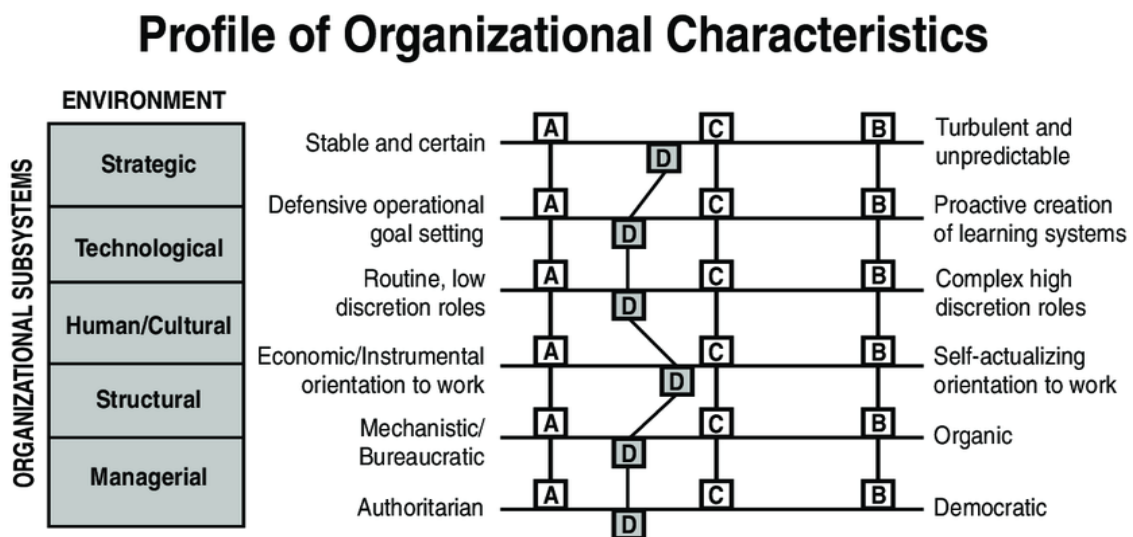 Profile of Organizational Characteristics
ENVIRONMENT
ORGANIZATIONAL SUBSYSTEMS
Strategic
Technological
Human/Cultural
Structural
Managerial
Stable and certain
A
C
B
D
Turbulent and
unpredictable
Defensive operational
goal setting
A
C
B
D
Proactive creation
of learning systems
Routine, low
discretion roles
A
C
B
D
Complex high
discretion roles
Economic/Instrumental
orientation to work
A
C
B
D
Self-actualizing
orientation to work
Mechanistic/
Bureaucratic
A
C
B
D
Organic
Authoritarian
A
C
B
D
Democratic